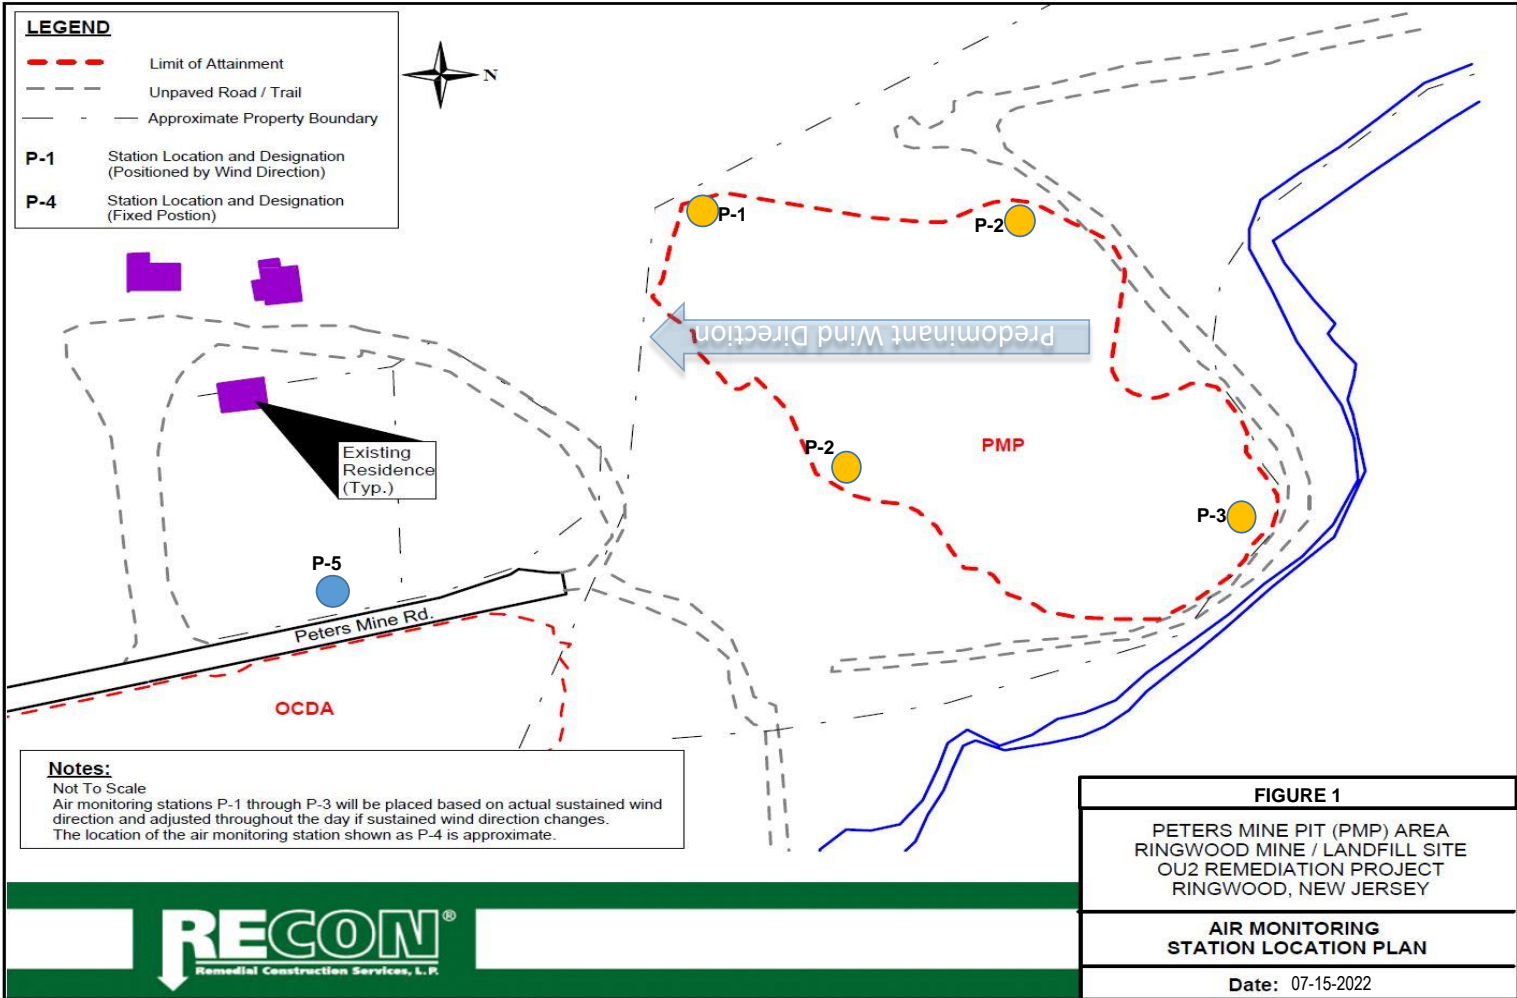 LEGEND
Limit of Attainment
Unpaved Road / Trail
Approximate Property Boundary
P-1 Station Location and Designation
(Positioned by Wind Direction)
P-4 Station Location and Designation
(Fixed Postion)
N
P-1
P-2
Predominant Wind Direction
Existing
Residence
(Typ.)
P-2
PMP
P-3
P-5
Peters Mine Rd.
OCDA
Notes:
Not To Scale
Air monitoring stations P-1 through P-3 will be placed based on actual sustained wind
direction and adjusted throughout the day if sustained wind direction changes.
The location of the air monitoring station shown as P-4 is approximate.
FIGURE 1
PETERS MINE PIT (PMP) AREA
RINGWOOD MINE / LANDFILL SITE
OU2 REMEDIATION PROJECT
RINGWOOD, NEW JERSEY
AIR MONITORING
STATION LOCATION PLAN
Date: 07-15-2022
RECON®
Remedial Construction Services, L.P.